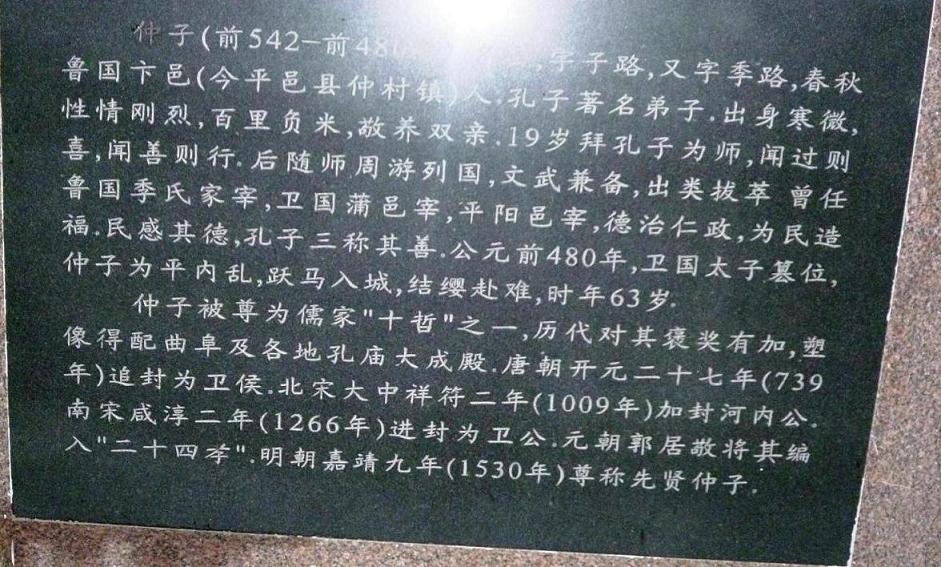 仲子(前542-前480 字子路,又字季路,春秋
鲁国卞邑(今平邑县仲村镇)人.孔子著名弟子.出身寒微,
性情刚烈,百里负米,敬养双亲.19岁拜孔子为师,闻过则
喜,闻善则行.后随师周游列国,文武兼备,出类拔萃 曾任
鲁国季氏家宰,卫国蒲邑宰,平阳邑宰,德治仁政,为民造
福.民感其德,孔子三称其善.公元前480年,卫国太子篡位,
仲子为平内乱,跃马入城,结缨赴难,时年63岁.
仲子被尊为儒家"十哲"之一,历代对其褒奖有加,塑
像得配曲阜及各地孔庙大成殿.唐朝开元二十七年(739
年)追封为卫侯.北宋大中祥符二年(1009年)加封河内公.
南宋咸淳二年(1266年)进封为卫公.元朝郭居敬将其编
入"二十四孝".明朝嘉靖九年(1530年)尊称先贤仲子.